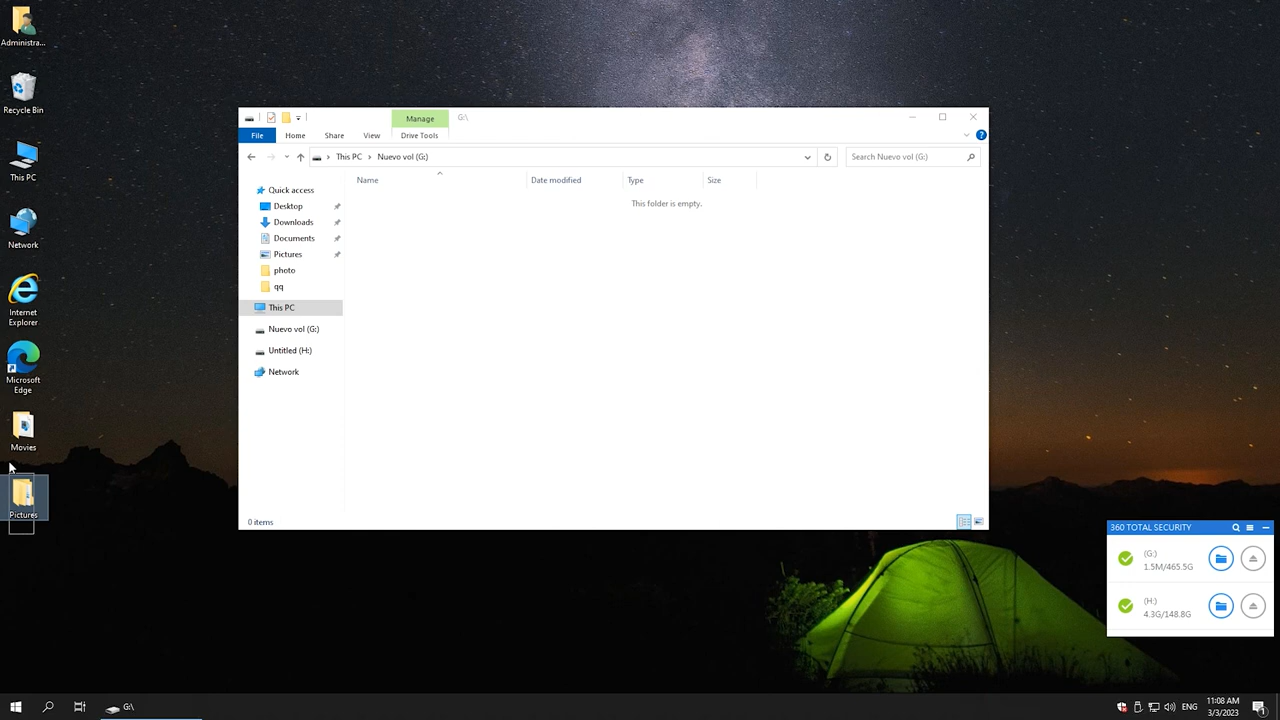 Administra...
Recycle Bin
This PC
Network
Internet
Explorer
Microsoft
Edge
Movies
Pictures
Manage G:\
File Home Share View Drive Tools
This PC Nuevo vol (G:) Search Nuevo vol (G:)
Name Date modified Type Size
This folder is empty.
Quick access
Desktop
Downloads
Documents
Pictures
photo
qq
This PC
Nuevo vol (G:)
Untitled (H:)
Network
0 items
360 TOTAL SECURITY
(G:)
1.5M/465.5G
(H:)
4.3G/148.8G
G:\
ENG
11:08 AM
3/3/2023
1